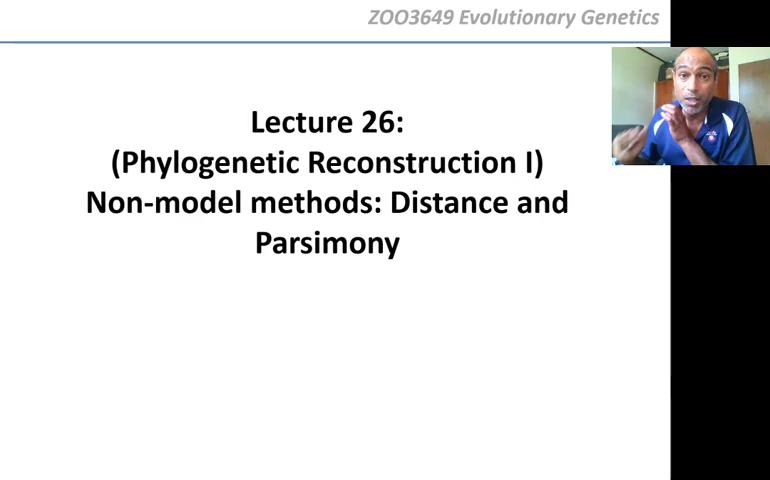 ZOO3649 Evolutionary Genetics
Lecture 26:
(Phylogenetic Reconstruction I)
Non-model methods: Distance and
Parsimony